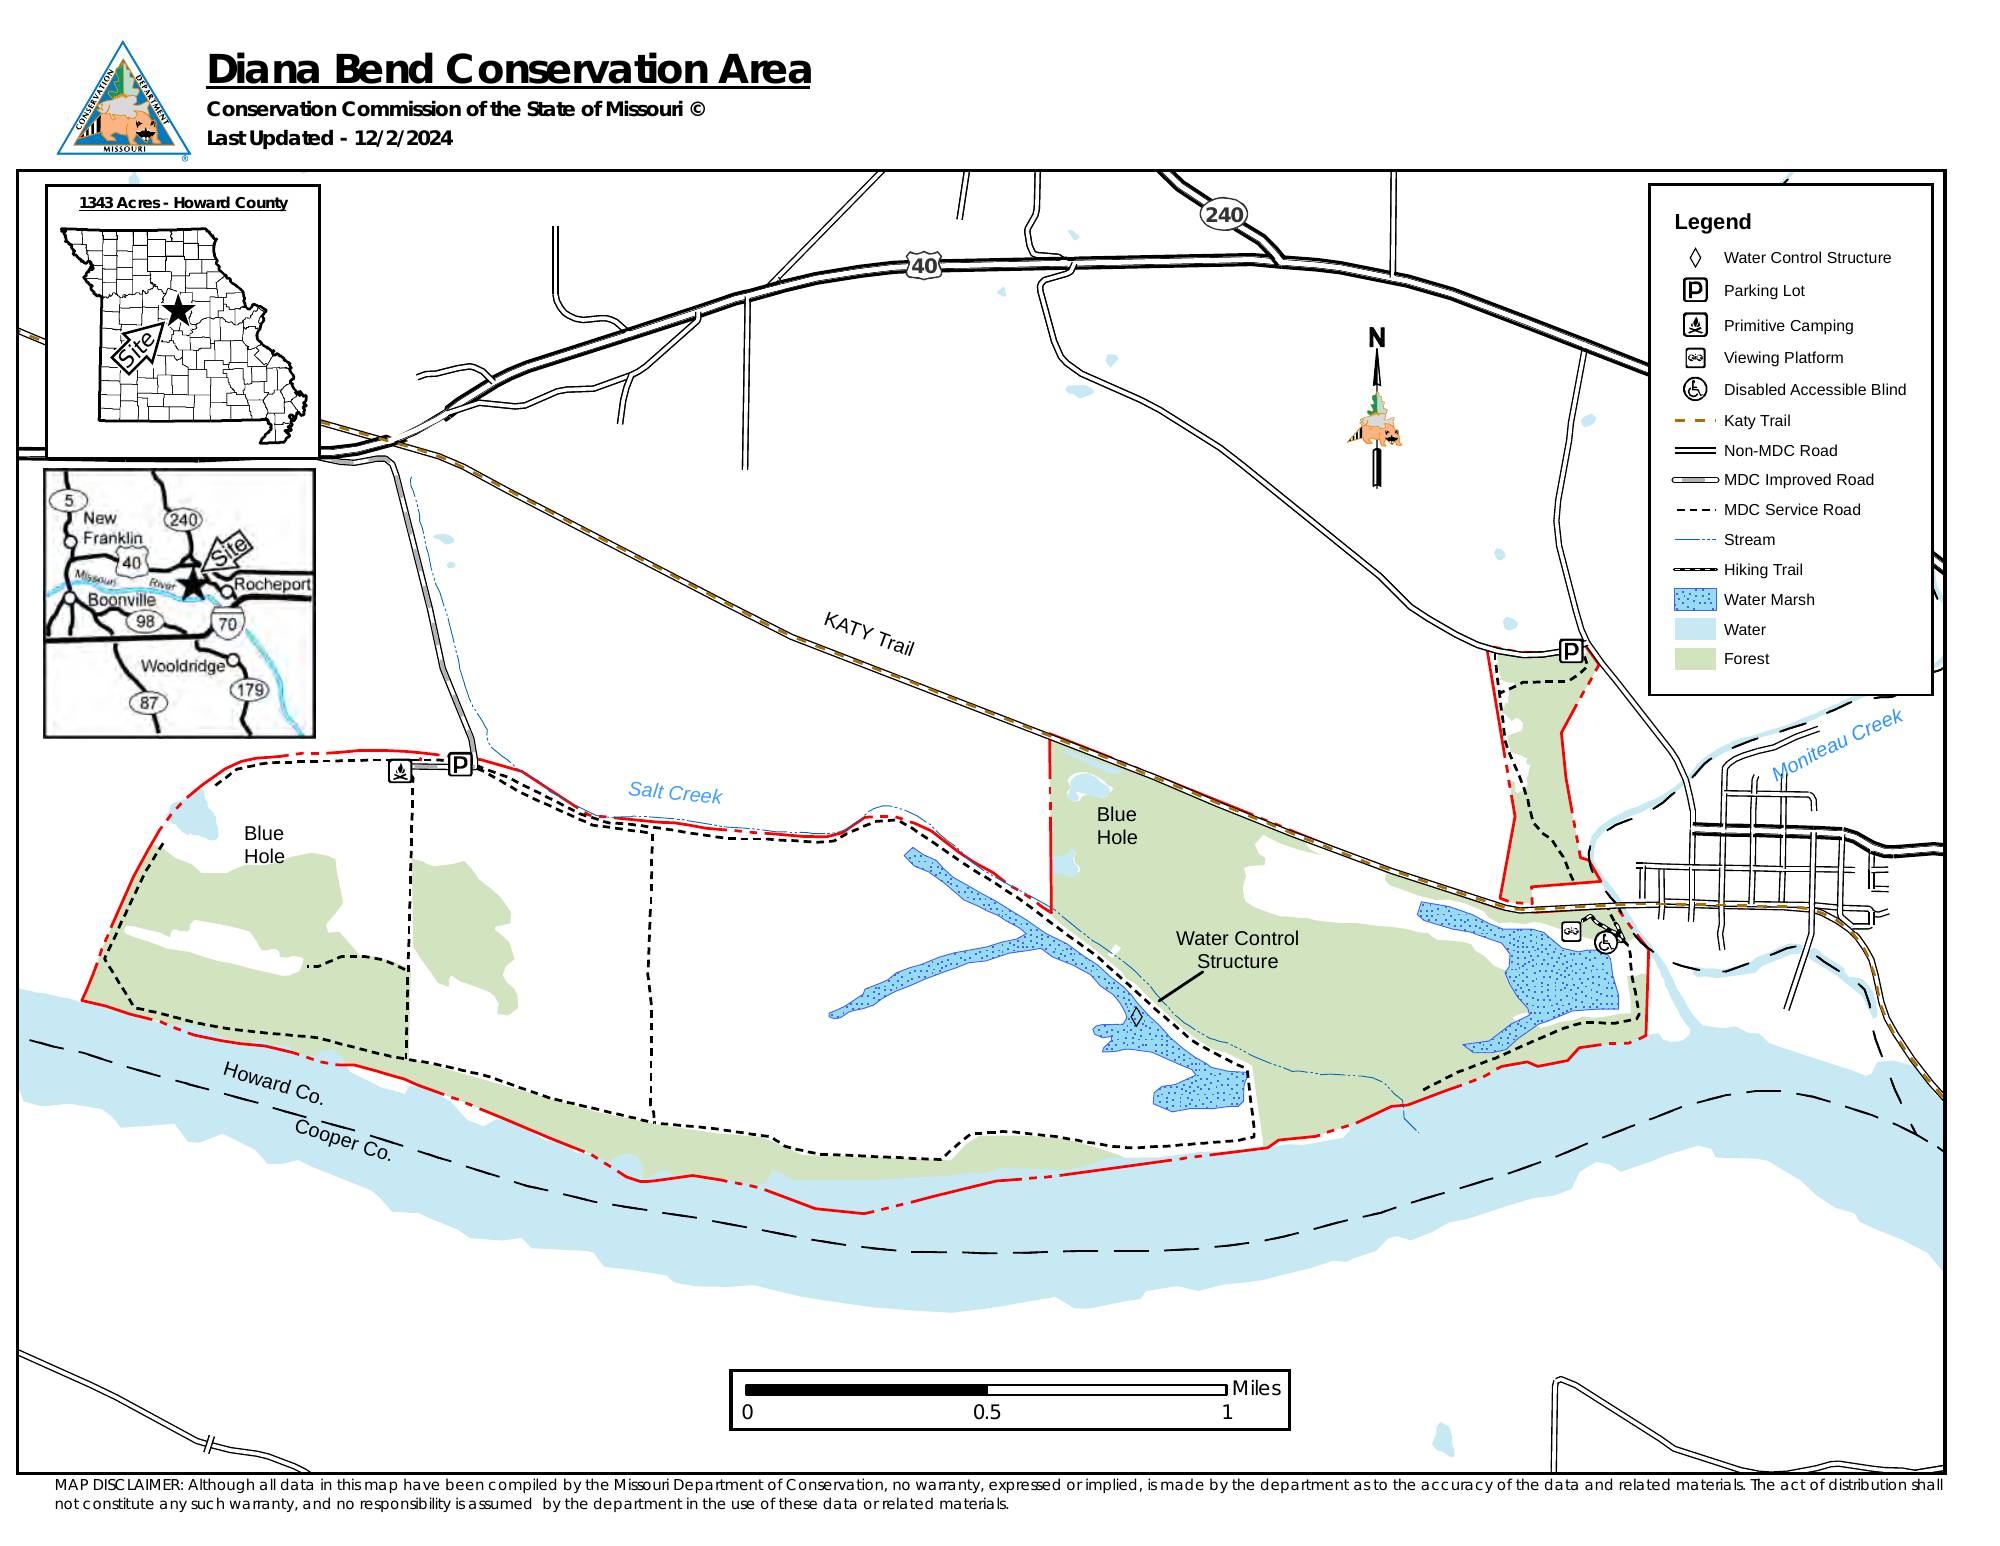 CONSERVATION
DEPARTMENT
MISSOURI
®
Diana Bend Conservation Area
Conservation Commission of the State of Missouri ©
Last Updated - 12/2/2024
1343 Acres - Howard County
Site
5
New
Franklin
240
40
Site
Missouri River
Rocheport
Boonville
98
70
Wooldridge
179
87
240
40
N
Legend
Water Control Structure
P Parking Lot
Primitive Camping
Viewing Platform
Disabled Accessible Blind
Katy Trail
Non-MDC Road
MDC Improved Road
MDC Service Road
Stream
Hiking Trail
Water Marsh
Water
Forest
KATY Trail
P
Moniteau Creek
P
Salt Creek
Blue
Hole
Blue
Hole
Water Control
Structure
Howard Co.
Cooper Co.
Miles
0 0.5 1
MAP DISCLAIMER: Although all data in this map have been compiled by the Missouri Department of Conservation, no warranty, expressed or implied, is made by the department as to the accuracy of the data and related materials. The act of distribution shall
not constitute any such warranty, and no responsibility is assumed by the department in the use of these data or related materials.